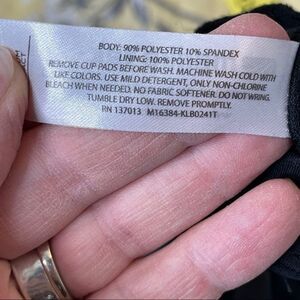 BODY: 90% POLYESTER 10% SPANDEX
LINING: 100% POLYESTER
REMOVE CUP PADS BEFORE WASH. MACHINE WASH COLD WITH
LIKE COLORS. USE MILD DETERGENT, ONLY NON-CHLORINE
BLEACH WHEN NEEDED. NO FABRIC SOFTENER. DO NOT WRING.
TUMBLE DRY LOW. REMOVE PROMPTLY.
RN 137013 MT6384-KLB0241T